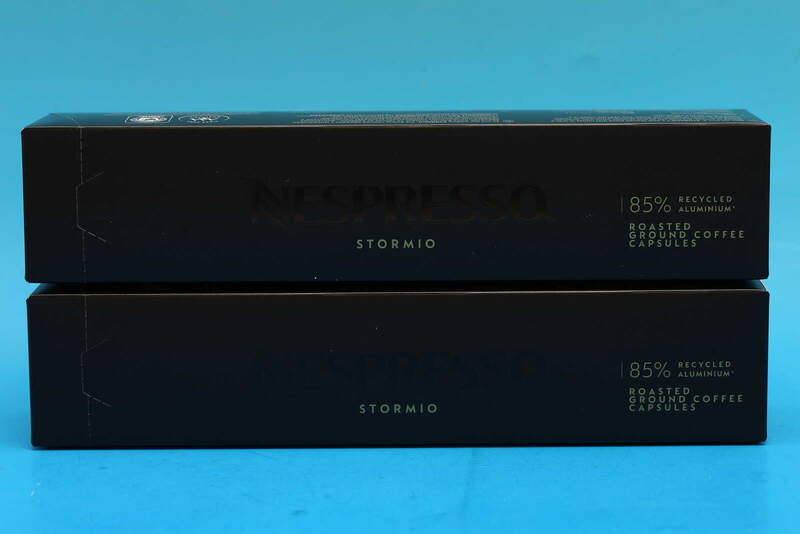 NESPRESSO
STORMIO
85% RECYCLED
ALUMINIUM*
ROASTED
GROUND COFFEE
CAPSULES
NESPRESSO
STORMIO
85% RECYCLED
ALUMINIUM*
ROASTED
GROUND COFFEE
CAPSULES